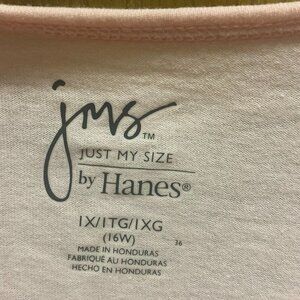 jms™
JUST MY SIZE
by Hanes®
1X/1TG/1XG
(16W)
36
MADE IN HONDURAS
FABRIQUÉ AU HONDURAS
HECHO EN HONDURAS